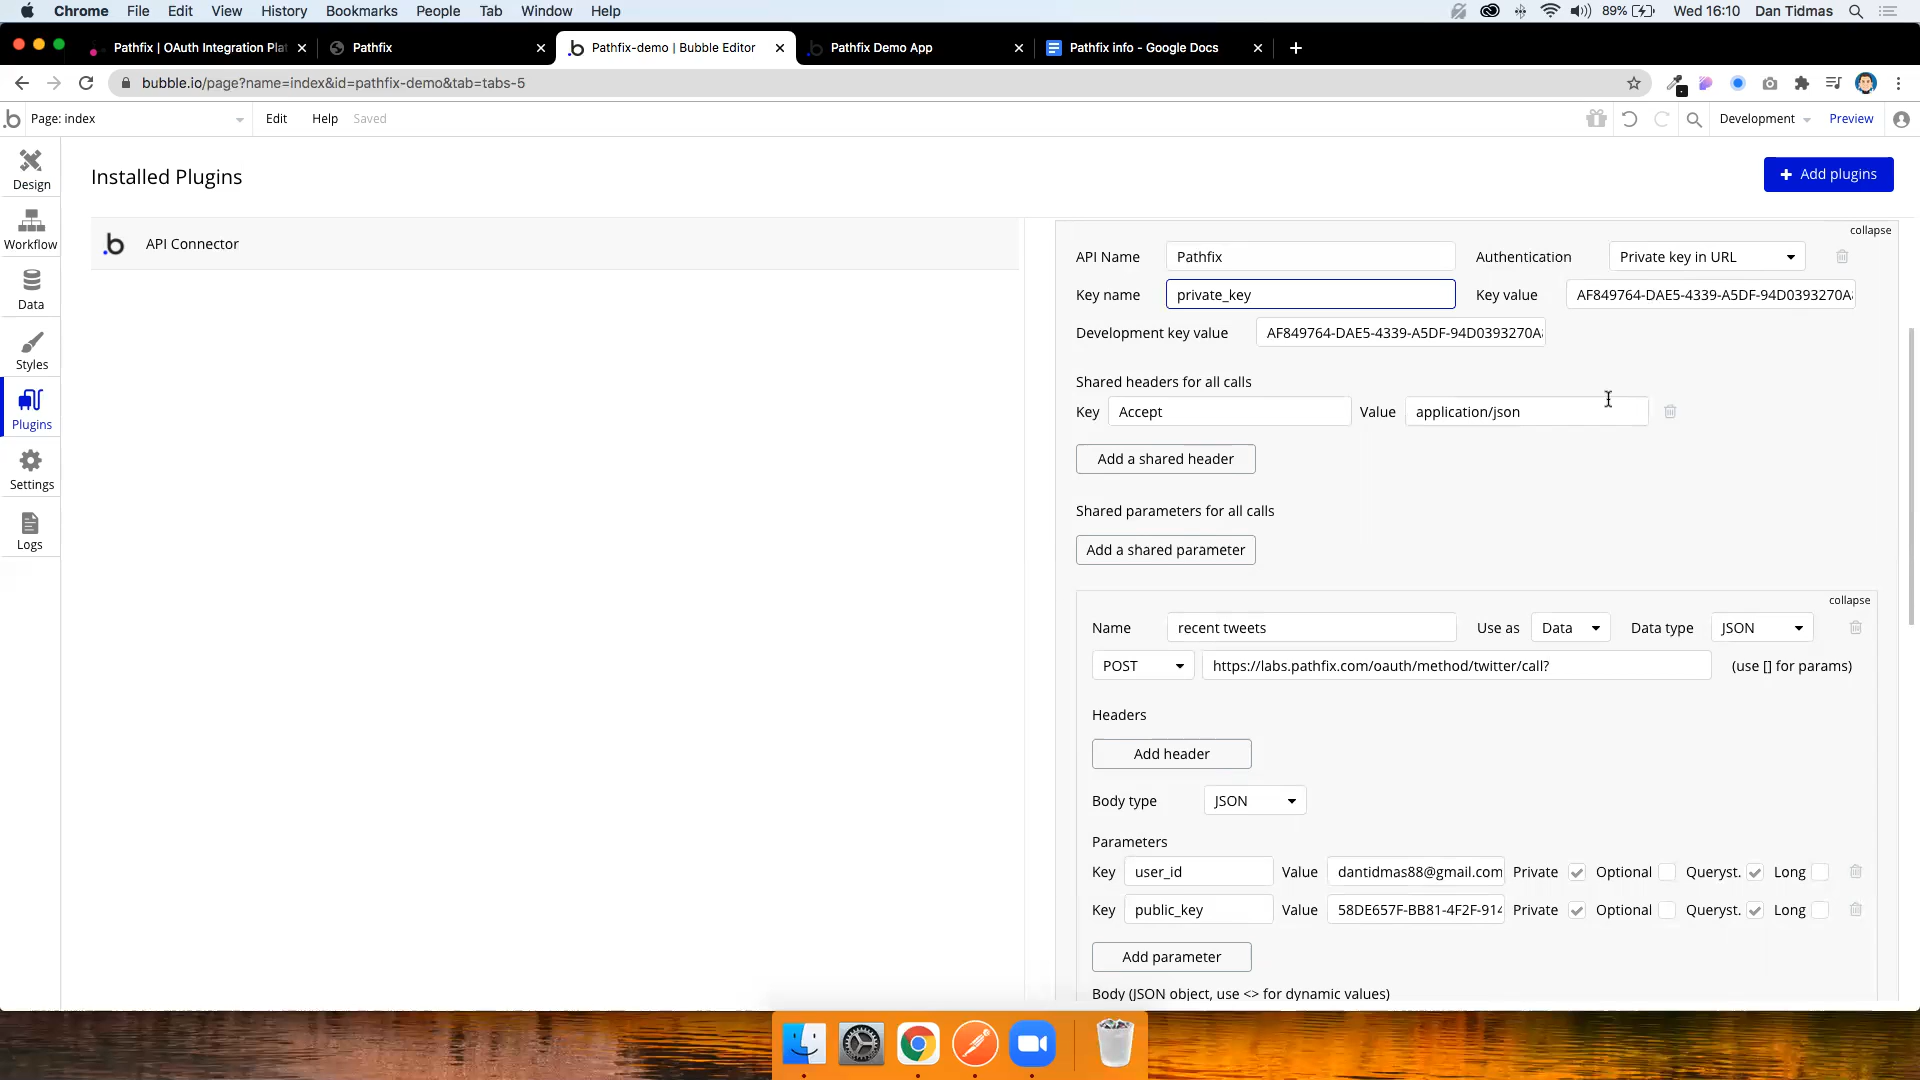 Chrome File Edit View History Bookmarks People Tab Window Help 89% Wed 16:10 Dan Tidmas
Pathfix | OAuth Integration Plat Pathfix Pathfix-demo | Bubble Editor Pathfix Demo App Pathfix info - Google Docs
bubble.io/page?name=index&id=pathfix-demo&tab=tabs-5
Page: index Edit Help Saved Development Preview
Design
Workflow
Data
Styles
Plugins
Settings
Logs
Installed Plugins
+ Add plugins
API Connector
collapse
API Name Pathfix Authentication Private key in URL
Key name private_key Key value AF849764-DAE5-4339-A5DF-94D0393270A
Development key value AF849764-DAE5-4339-A5DF-94D0393270A
Shared headers for all calls
Key Accept Value application/json
Add a shared header
Shared parameters for all calls
Add a shared parameter
collapse
Name recent tweets Use as Data Data type JSON
POST https://labs.pathfix.com/oauth/method/twitter/call? (use [] for params)
Headers
Add header
Body type JSON
Parameters
Key user_id Value dantidmas88@gmail.com Private Optional Queryst. Long
Key public_key Value 58DE657F-BB81-4F2F-914 Private Optional Queryst. Long
Add parameter
Body (JSON object, use <> for dynamic values)